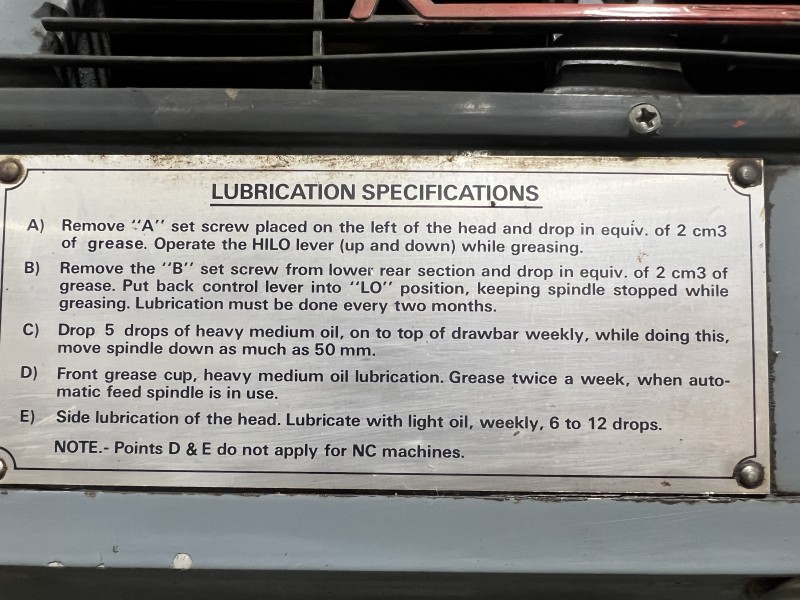 LUBRICATION SPECIFICATIONS
A) Remove "A" set screw placed on the left of the head and drop in equiv. of 2 cm3
of grease. Operate the HILO lever (up and down) while greasing.
B) Remove the "B" set screw from lower rear section and drop in equiv. of 2 cm3 of
grease. Put back control lever into "LO" position, keeping spindle stopped while
greasing. Lubrication must be done every two months.
C) Drop 5 drops of heavy medium oil, on to top of drawbar weekly, while doing this,
move spindle down as much as 50 mm.
D) Front grease cup, heavy medium oil lubrication. Grease twice a week, when auto-
matic feed spindle is in use.
E) Side lubrication of the head. Lubricate with light oil, weekly, 6 to 12 drops.
NOTE.- Points D & E do not apply for NC machines.